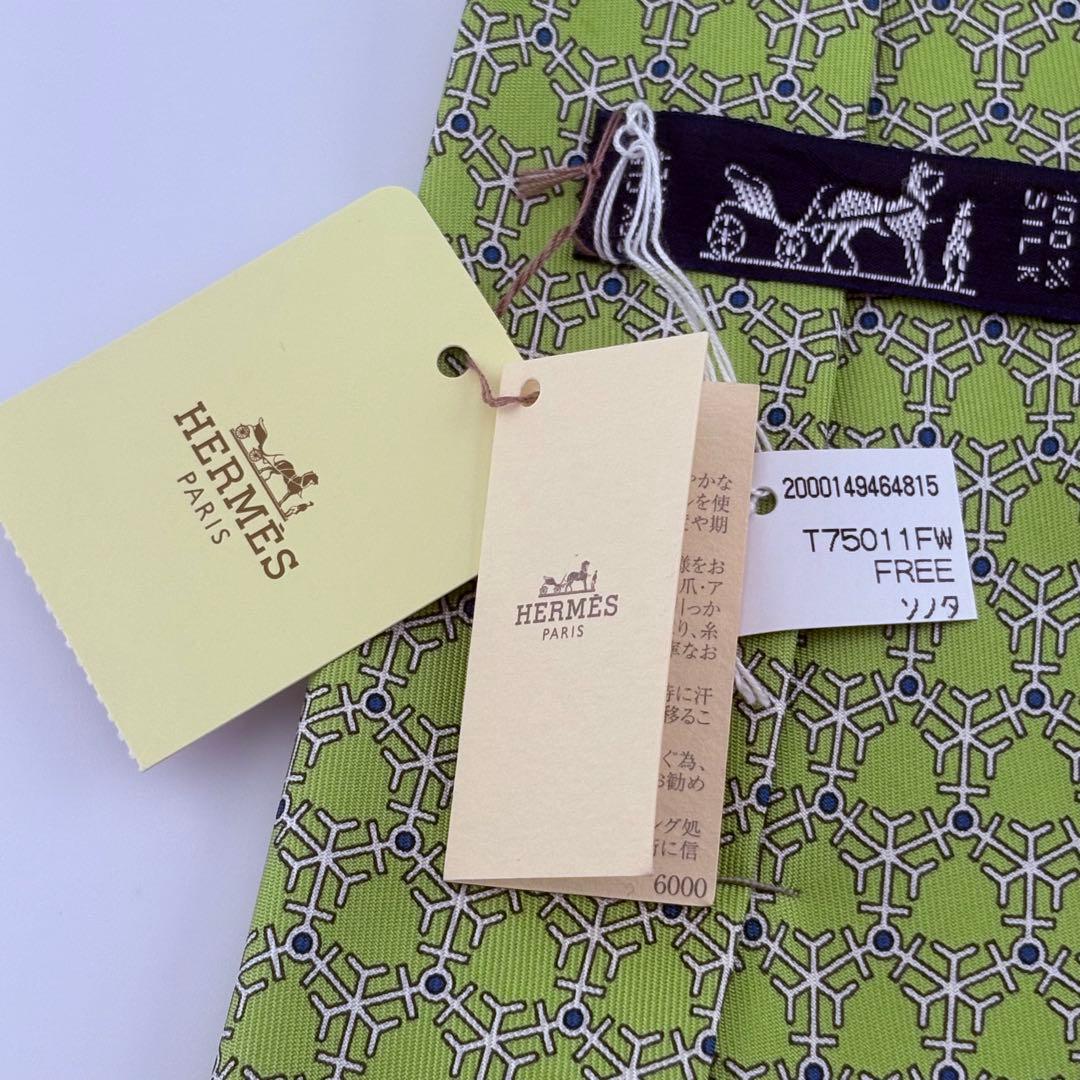 HERMÈS
PARIS
HERMÈS
PARIS
100%
SILK
2000149464815
T75011FW
FREE
ソノタ
やかな
を使
や期
様をお
爪・ア
引っか
り、糸
寧なお
時に汗
移るこ
ぐ為、
お勧め
ング処
に信
6000